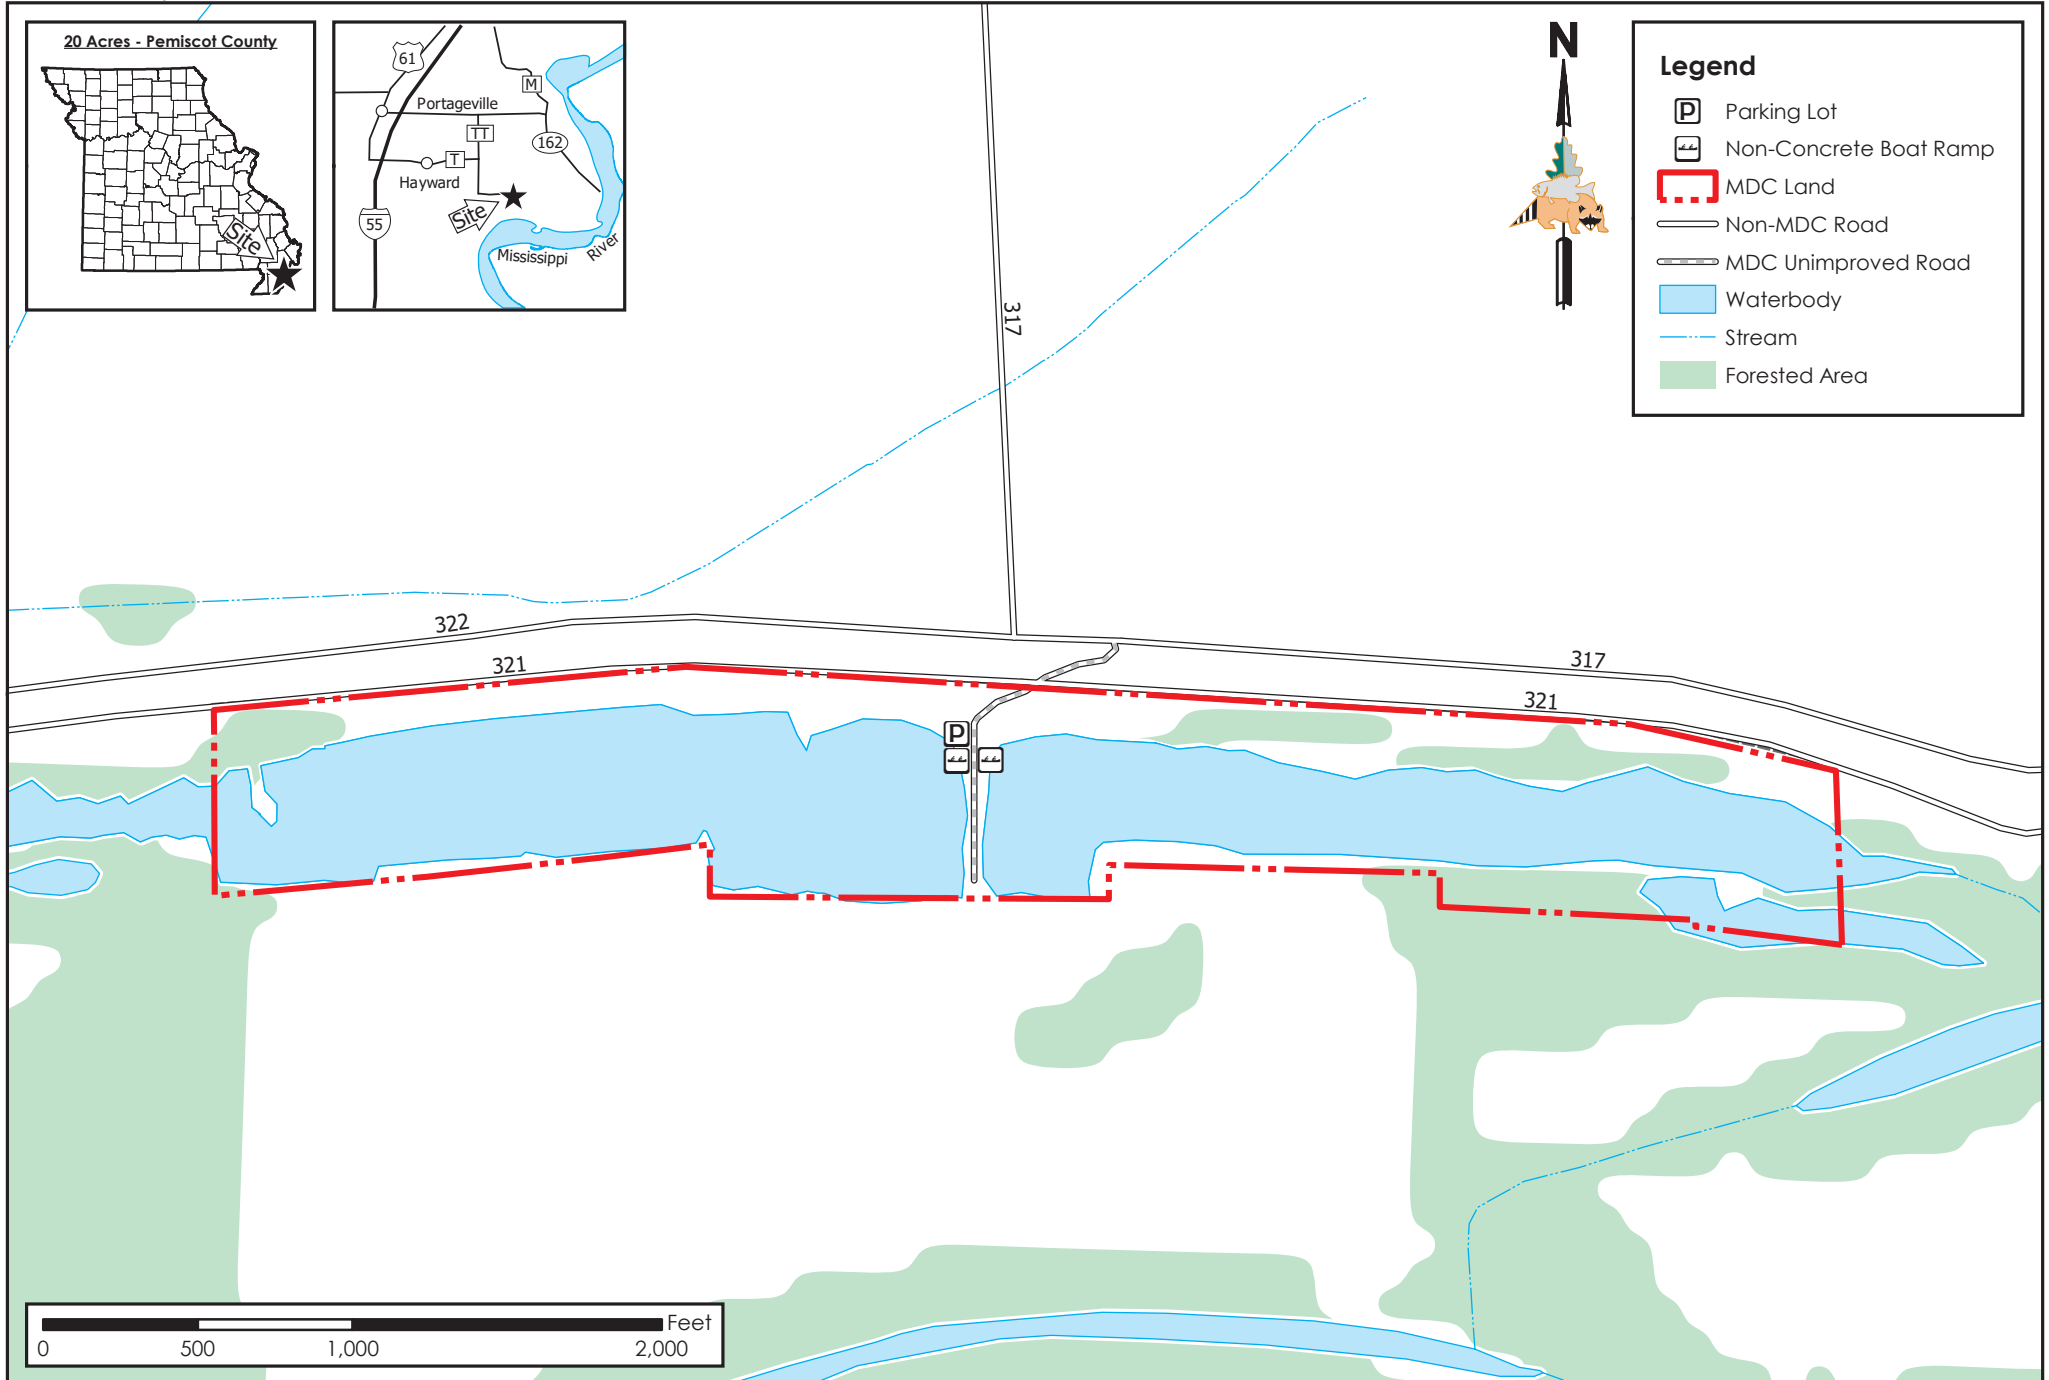 20 Acres - Pemiscot County
Site
61
M
Portageville
TT
162
T
Hayward
Site
55
Mississippi
River
N
Legend
P Parking Lot
Non-Concrete Boat Ramp
MDC Land
Non-MDC Road
MDC Unimproved Road
Waterbody
Stream
Forested Area
317
322
321
317
321
P
Feet
0 500 1,000 2,000